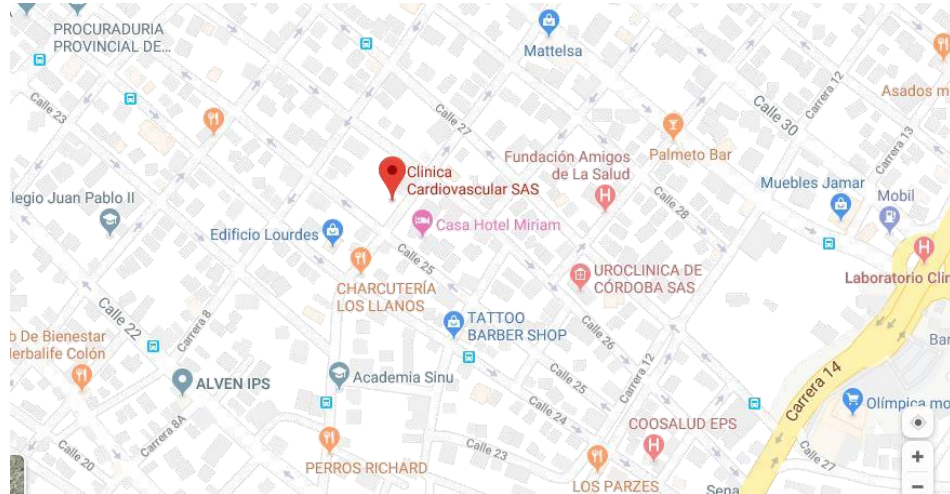 PROCURADURIA
PROVINCIAL DE...
Mattelsa
Calle 23
Calle 27
Carrera 12
Calle 30
Asados m
Carrera 13
Palmeto Bar
Clinica
Cardiovascular SAS
Fundación Amigos
de La Salud
Muebles Jamar
Mobil
legio Juan Pablo II
Edificio Lourdes
Casa Hotel Miriam
Calle 28
Calle 25
UROCLINICA DE
CÓRDOBA SAS
Laboratorio Clin
CHARCUTERÍA
LOS LLANOS
Calle 22
Carrera 8
TATTOO
BARBER SHOP
Calle 26
b De Bienestar
Herbalife Colón
ALVEN IPS
Academia Sinu
Calle 25
Carrera 12
Carrera 14
Bar
Olímpica mo
Calle 24
Carrera 8A
COOSALUD EPS
Calle 20
PERROS RICHARD
Calle 23
Calle 27
LOS PARZES
Sena